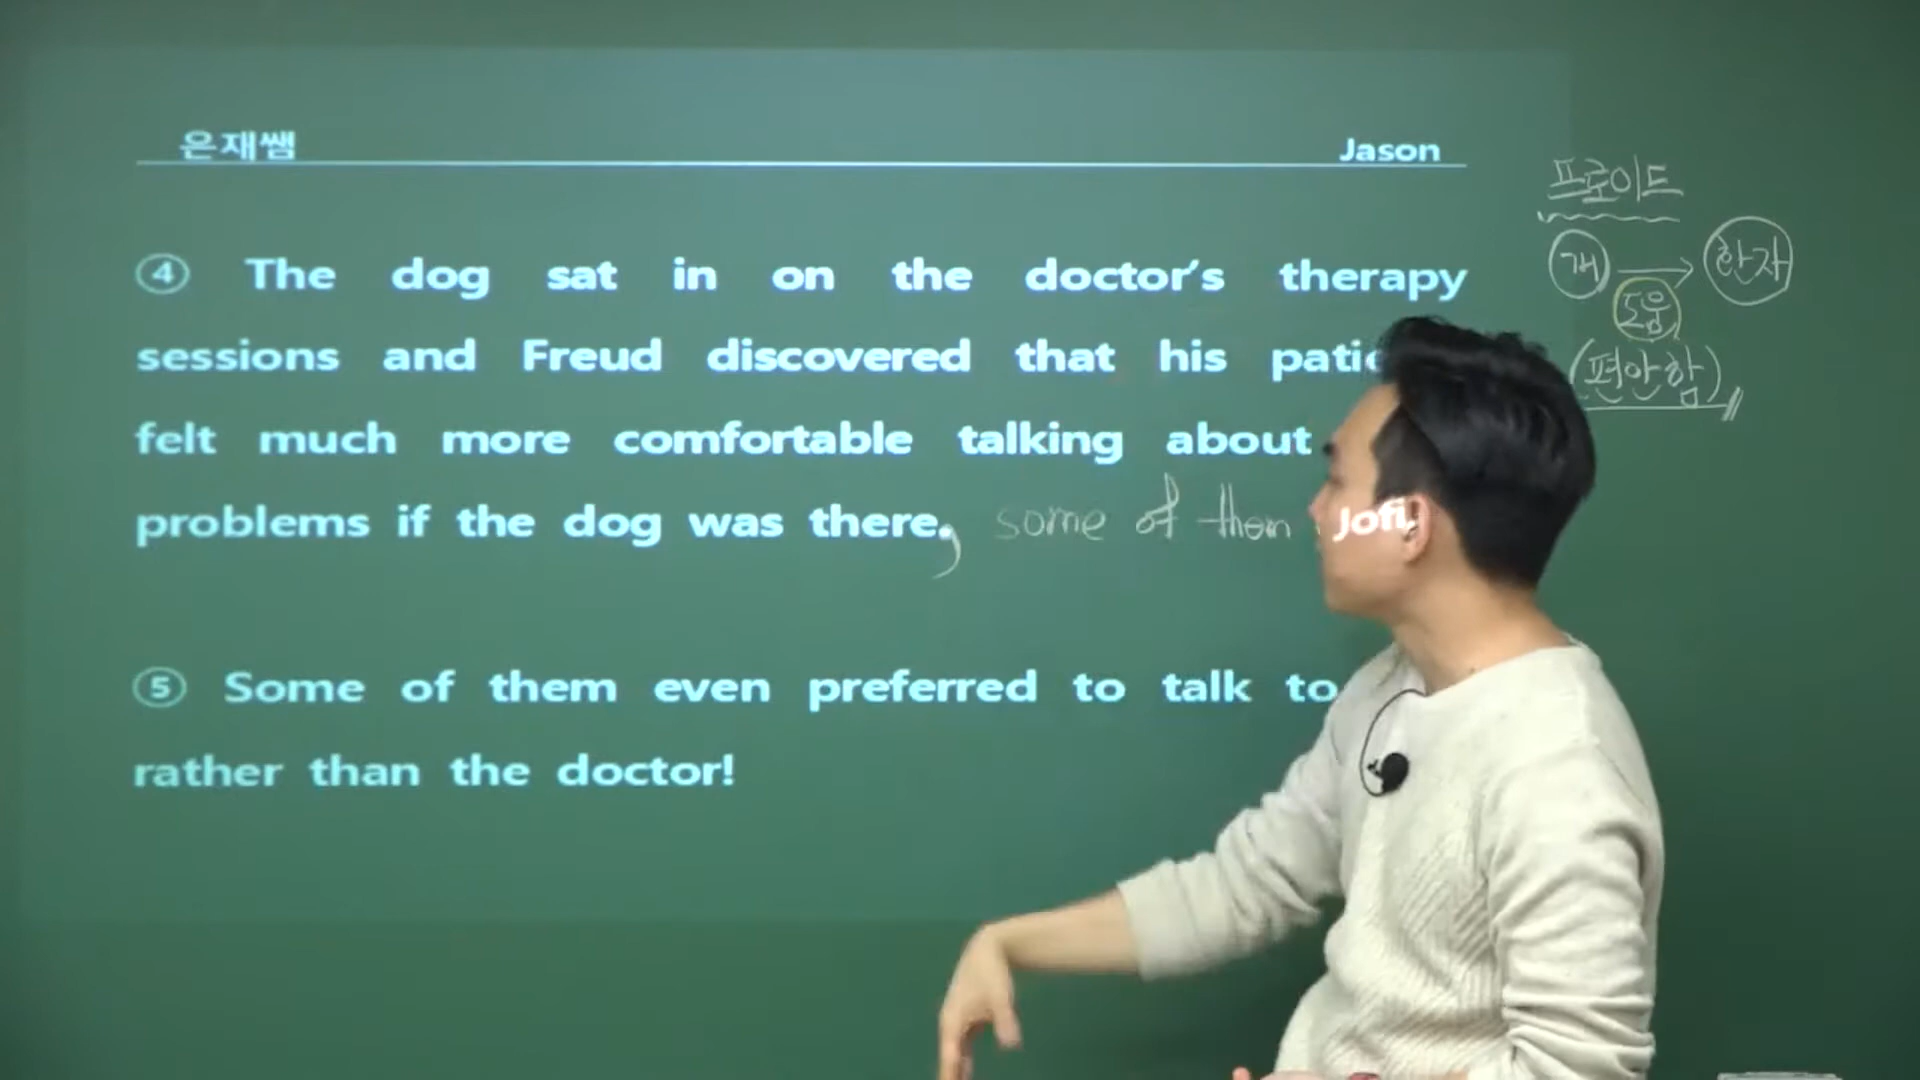 은재쌤 Jason
프로이드
개 → 환자
도움
(편안함)
④ The dog sat in on the doctor's therapy
sessions and Freud discovered that his
felt much more comfortable talking about
problems if the dog was there., some of them Jofi,
⑤ Some of them even preferred to talk to
rather than the doctor!